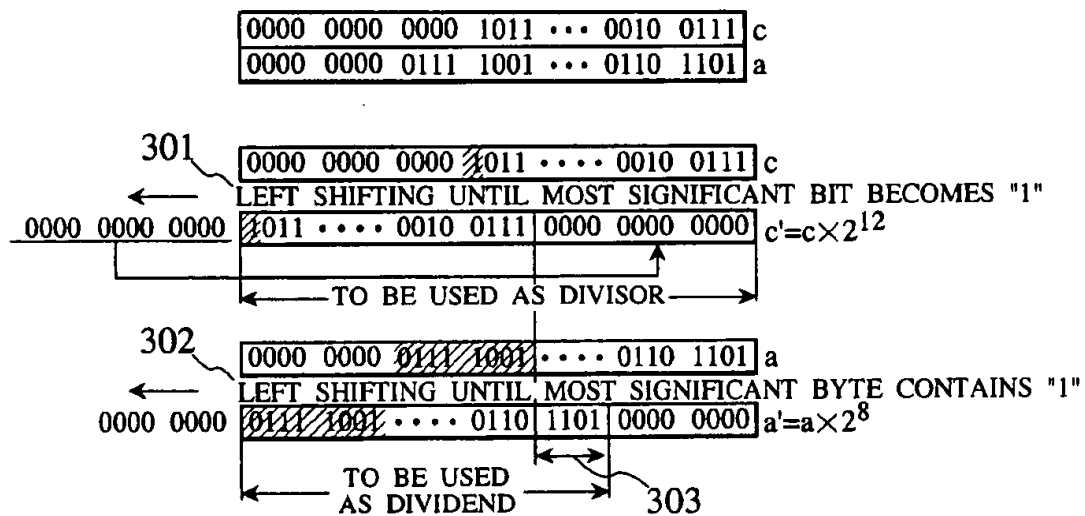 0000 0000 0000 1011 ••• 0010 0111 c
0000 0000 0111 1001 ••• 0110 1101 a
301
0000 0000 0000 1011 •••• 0010 0111 c
LEFT SHIFTING UNTIL MOST SIGNIFICANT BIT BECOMES "1"
0000 0000 0000 1011 •••• 0010 0111 0000 0000 0000 c'=c×2¹²
TO BE USED AS DIVISOR
302
0000 0000 0111 1001 •••• 0110 1101 a
LEFT SHIFTING UNTIL MOST SIGNIFICANT BYTE CONTAINS "1"
0000 0000 0111 1001 •••• 0110 1101 0000 0000 a'=a×2⁸
TO BE USED
AS DIVIDEND
303